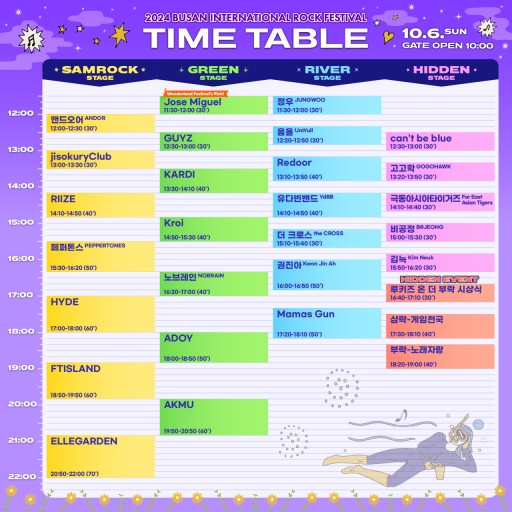 2024 BUSAN INTERNATIONAL ROCK FESTIVAL
TIME TABLE
10.6.SUN
GATE OPEN 10:00
SAMROCK STAGE
GREEN STAGE
RIVER STAGE
HIDDEN STAGE
12:00
13:00
14:00
15:00
16:00
17:00
18:00
19:00
20:00
21:00
22:00
앤드오어 ANDOR
12:00-12:30 (30')
jisokuryClub
13:00-13:30 (30')
RIIZE
14:10-14:50 (40')
페퍼톤스 PEPPERTONES
15:30-16:20 (50')
HYDE
17:00-18:00 (60')
FTISLAND
18:50-19:50 (60')
ELLEGARDEN
20:50-22:00 (70')
Wonderland Festival's Pick!
Jose Miguel
11:30-12:00 (30')
GUYZ
12:30-13:00 (30')
KARDI
13:30-14:10 (40')
Kroi
14:50-15:30 (40')
노브레인 NOBRAIN
16:20-17:00 (40')
ADOY
18:00-18:50 (50')
AKMU
19:50-20:50 (60')
정우 JUNGWOO
11:30-12:00 (30')
UmYull
12:20-12:50 (30')
Redoor
13:10-13:50 (40')
유다빈밴드 YdBB
14:10-14:50 (40')
더 크로스 the CROSS
15:10-15:40 (30')
권진아 Kwon Jin Ah
16:00-16:50 (50')
Mamas Gun
17:20-18:10 (50')
can't be blue
12:30-13:00 (30')
고고학 GOGOHAWK
13:20-13:50 (30')
극동아시아타이거즈 Far East Asian Tigers
14:10-14:40 (30')
비공정 BGJEONG
15:00-15:30 (30')
김늑 Kim Neuk
15:50-16:20 (30')
HIDDEN EVENT
루키즈 온 더 부락 시상식
16:40-17:10 (30')
삼락-게임천국
17:30-18:10 (40')
부락-노래자랑
18:20-19:00 (40')